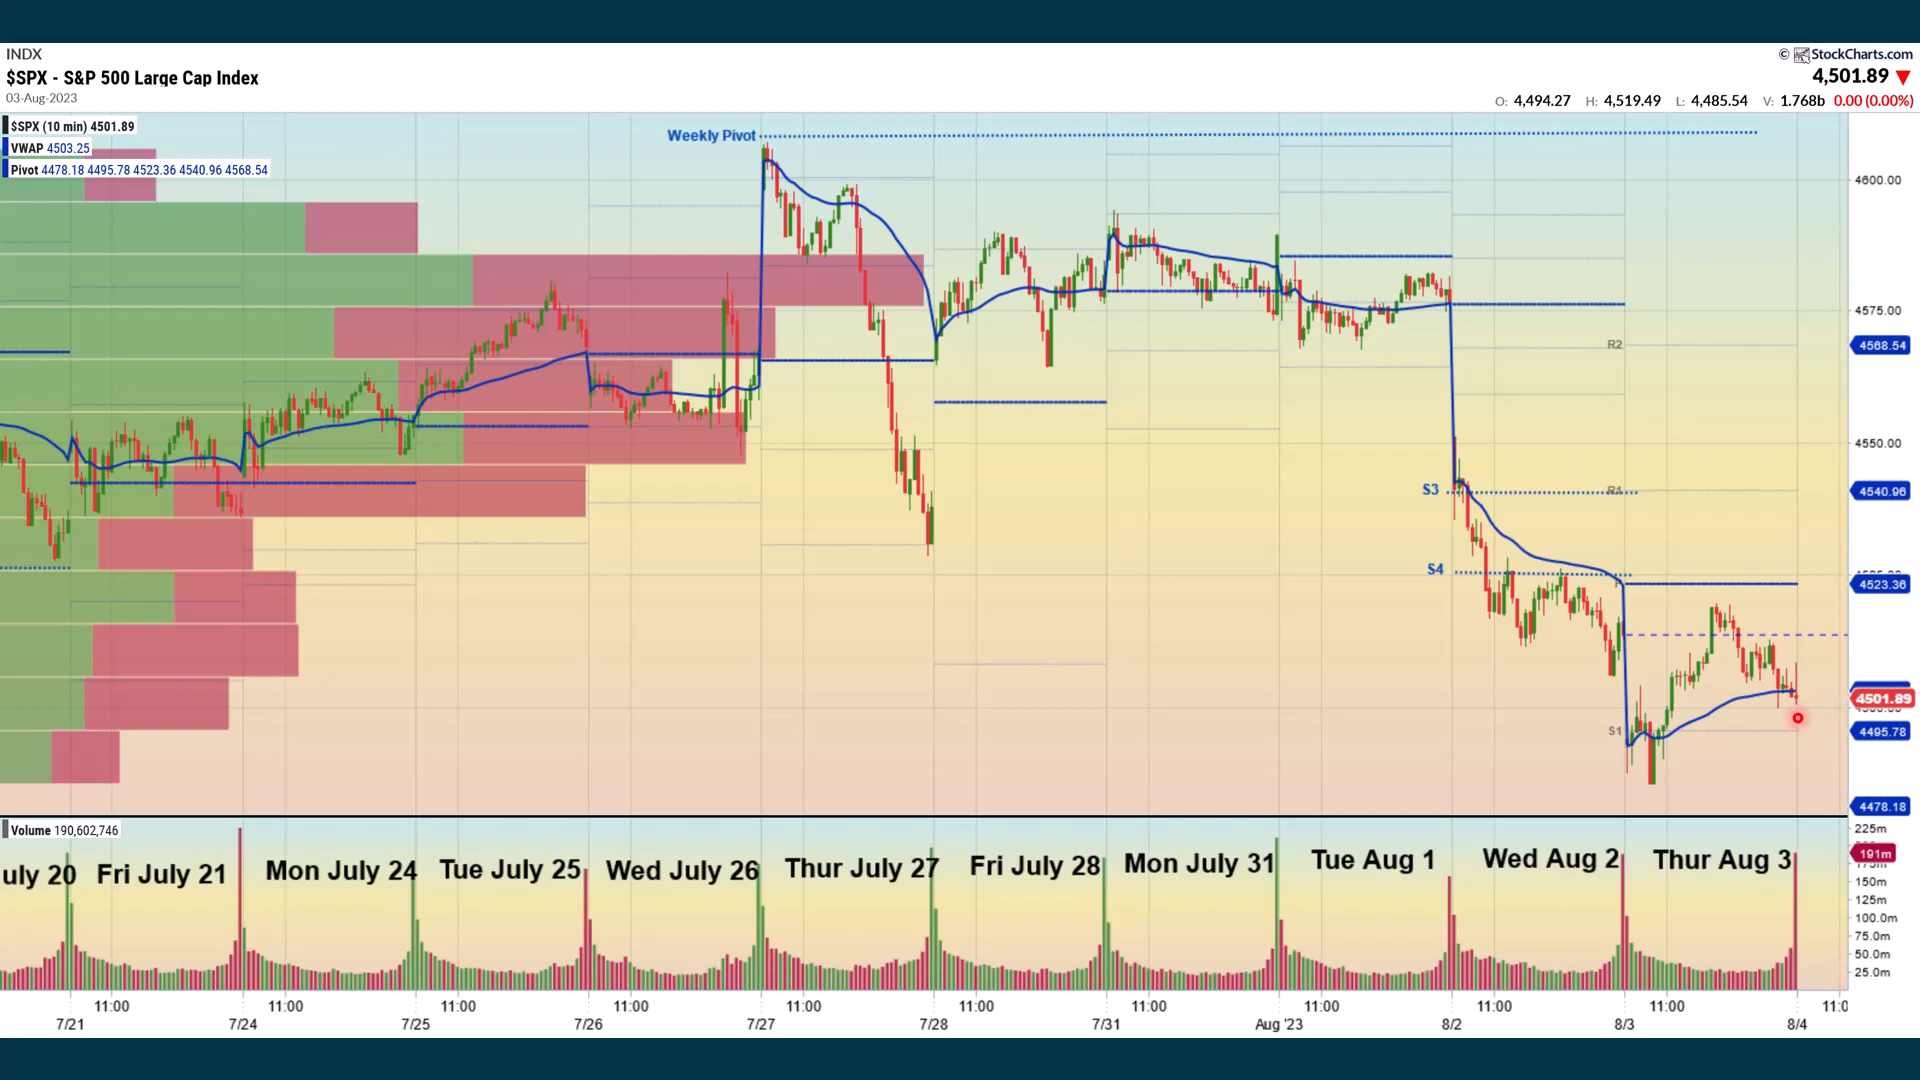 INDX
© StockCharts.com
$SPX - S&P 500 Large Cap Index
4,501.89
03-Aug-2023
O: 4,494.27 H: 4,519.49 L: 4,485.54 V: 1.768b 0.00 (0.00%)
$SPX (10 min) 4501.89
VWAP 4503.25
Pivot 4478.18 4495.78 4523.36 4540.96 4568.54
Weekly Pivot
4600.00
4575.00
R2
4568.54
4550.00
S3
R1
4540.96
S4
P
4523.36
4501.89
S1
4495.78
4478.18
Volume 190,602,746
225m
191m
150m
125m
100.0m
75.0m
50.0m
25.0m
uly 20 Fri July 21 Mon July 24 Tue July 25 Wed July 26 Thur July 27 Fri July 28 Mon July 31 Tue Aug 1 Wed Aug 2 Thur Aug 3
11:00 11:00 11:00 11:00 11:00 11:00 11:00 11:00 11:00 11:00 11:0
7/21 7/24 7/25 7/26 7/27 7/28 7/31 Aug '23 8/2 8/3 8/4